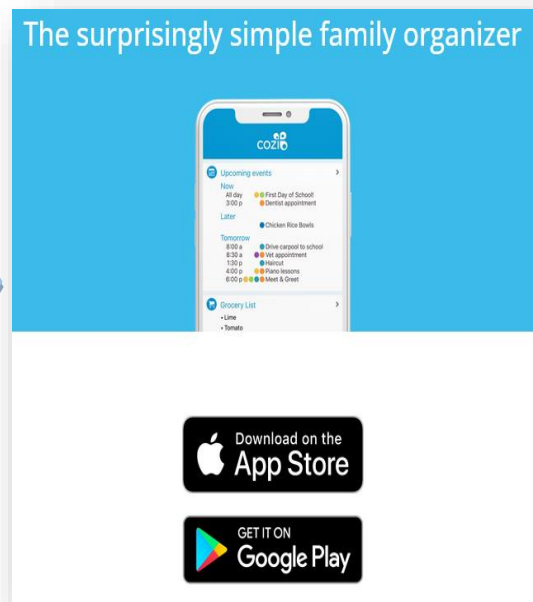 The surprisingly simple family organizer
cozi
Upcoming events
Now
All day First Day of School!
3:00 p Dentist appointment
Later
Chicken Rice Bowls
Tomorrow
8:00 a Drive carpool to school
8:30 a Vet appointment
1:30 p Haircut
4:00 p Piano lessons
6:00 p Meet & Greet
Grocery List
• Lime
• Tomato
Download on the
App Store
GET IT ON
Google Play